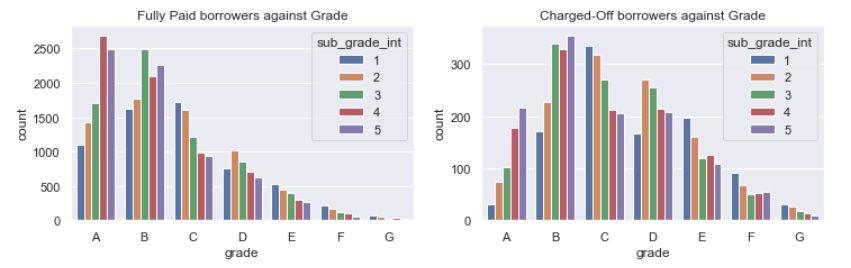 Fully Paid borrowers against Grade
sub_grade_int
1
2
3
4
5
2500
2000
1500
1000
500
0
count
A B C D E F G
grade
Charged-Off borrowers against Grade
sub_grade_int
1
2
3
4
5
300
200
100
0
count
A B C D E F G
grade